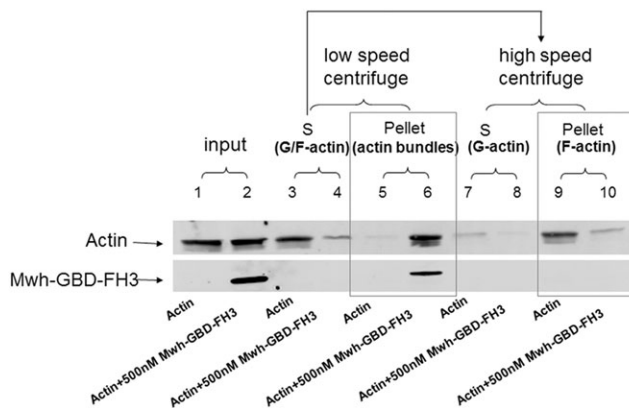 low speed
centrifuge
high speed
centrifuge
input
S
(G/F-actin)
Pellet
(actin bundles)
S
(G-actin)
Pellet
(F-actin)
1 2 3 4 5 6 7 8 9 10
Actin
Mwh-GBD-FH3
Actin
Actin+500nM Mwh-GBD-FH3
Actin
Actin+500nM Mwh-GBD-FH3
Actin
Actin+500nM Mwh-GBD-FH3
Actin
Actin+500nM Mwh-GBD-FH3
Actin
Actin+500nM Mwh-GBD-FH3